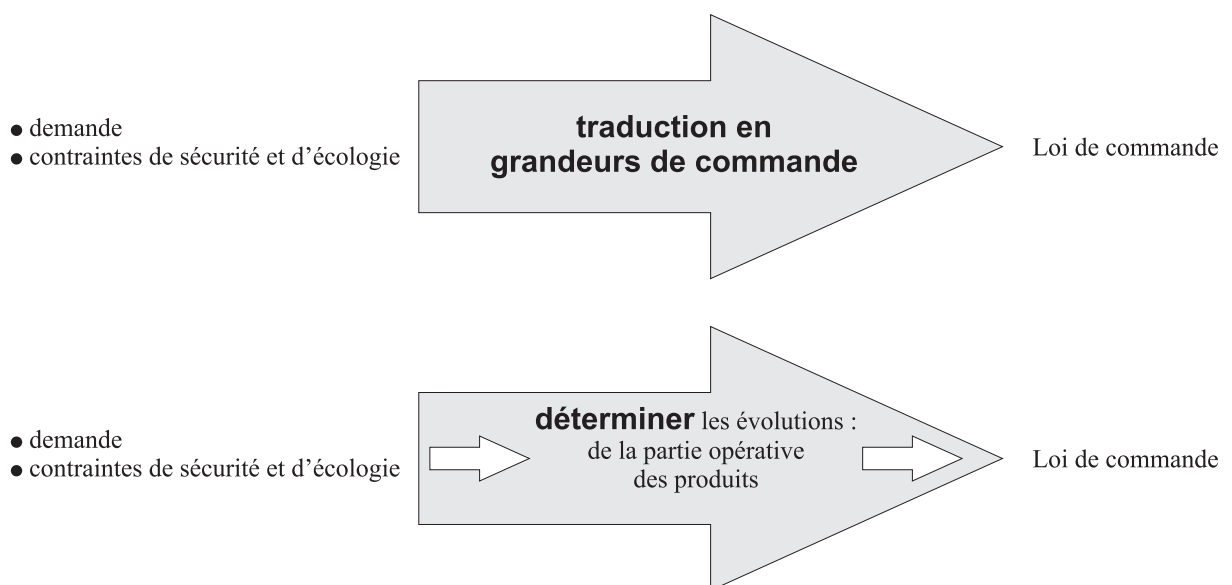 ● demande
● contraintes de sécurité et d'écologie
traduction en
grandeurs de commande
Loi de commande
● demande
● contraintes de sécurité et d'écologie
déterminer les évolutions :
de la partie opérative
des produits
Loi de commande